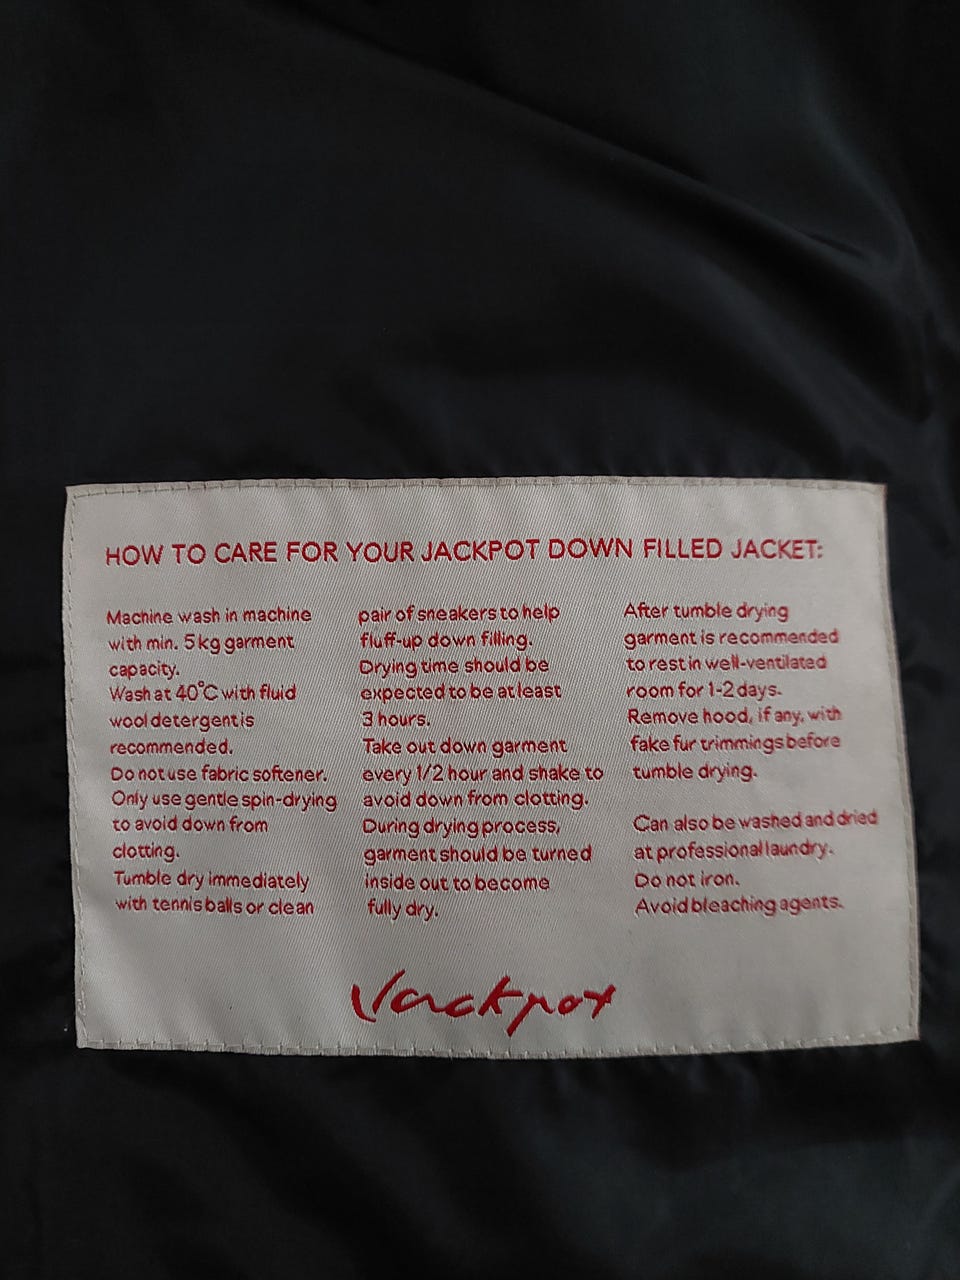 HOW TO CARE FOR YOUR JACKPOT DOWN FILLED JACKET:
Machine wash in machine
with min. 5 kg garment
capacity.
Wash at 40°C with fluid
wool detergent is
recommended.
Do not use fabric softener.
Only use gentle spin-drying
to avoid down from
clotting.
Tumble dry immediately
with tennis balls or clean
pair of sneakers to help
fluff-up down filling.
Drying time should be
expected to be at least
3 hours.
Take out down garment
every 1/2 hour and shake to
avoid down from clotting.
During drying process,
garment should be turned
inside out to become
fully dry.
After tumble drying
garment is recommended
to rest in well-ventilated
room for 1-2 days.
Remove hood, if any, with
fake fur trimmings before
tumble drying.
Can also be washed and dried
at professional laundry.
Do not iron.
Avoid bleaching agents.
Jackpot